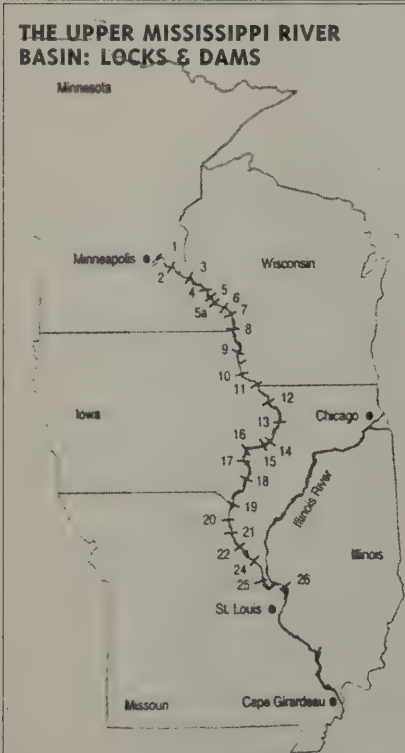 THE UPPER MISSISSIPPI RIVER
BASIN: LOCKS & DAMS
Minnesota
Minneapolis
1
2
3
Wisconsin
4
5
5a
6
7
8
9
10
11
Iowa
12
13
Chicago
14
15
16
17
18
Illinois River
19
20
21
22
24
25
26
Illinois
St. Louis
Missouri
Cape Girardeau